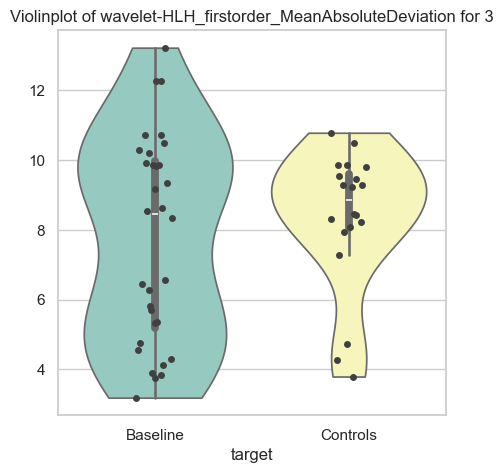 Violinplot of wavelet-HLH_firstorder_MeanAbsoluteDeviation for 3
12
10
8
6
4
Baseline Controls
target